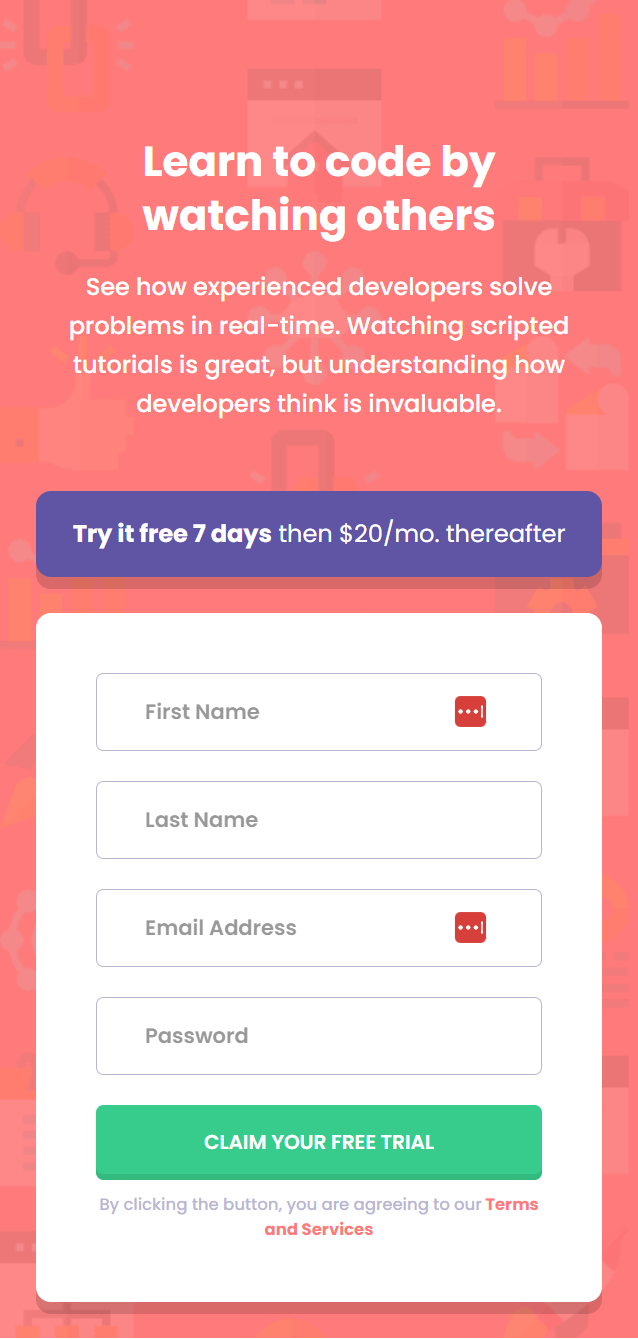 Learn to code by
watching others
See how experienced developers solve
problems in real-time. Watching scripted
tutorials is great, but understanding how
developers think is invaluable.
Try it free 7 days then $20/mo. thereafter
First Name
Last Name
Email Address
Password
CLAIM YOUR FREE TRIAL
By clicking the button, you are agreeing to our Terms
and Services